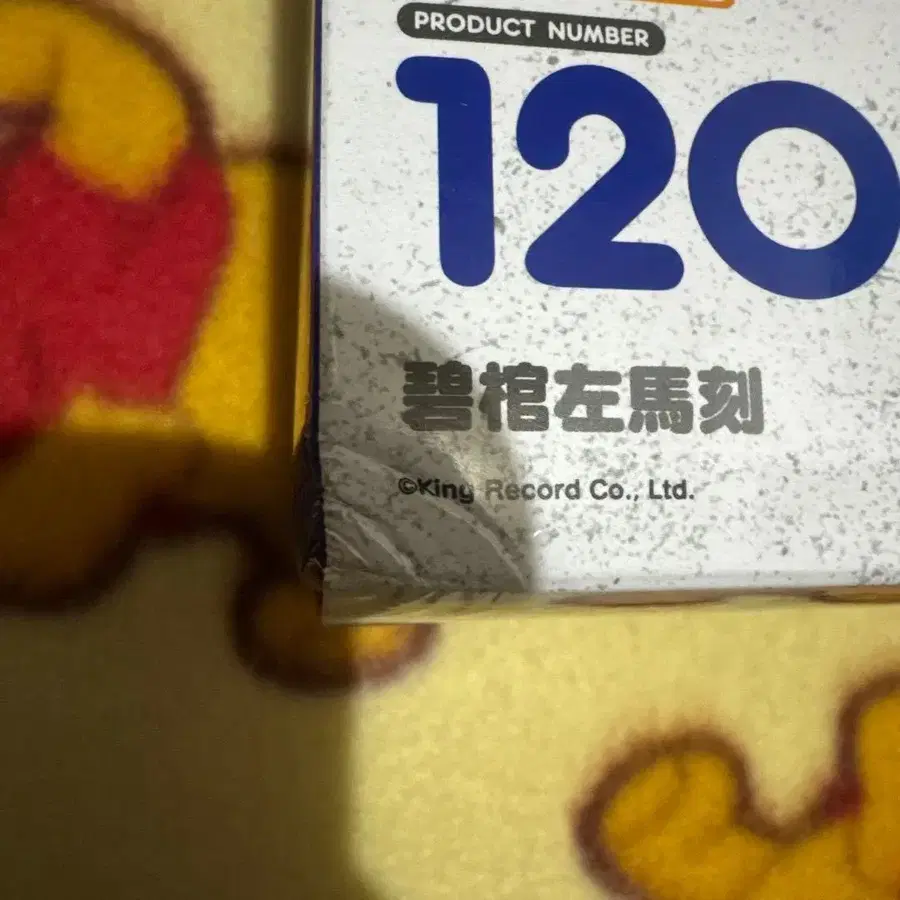 PRODUCT NUMBER
120
碧棺左馬刻
©King Record Co., Ltd.